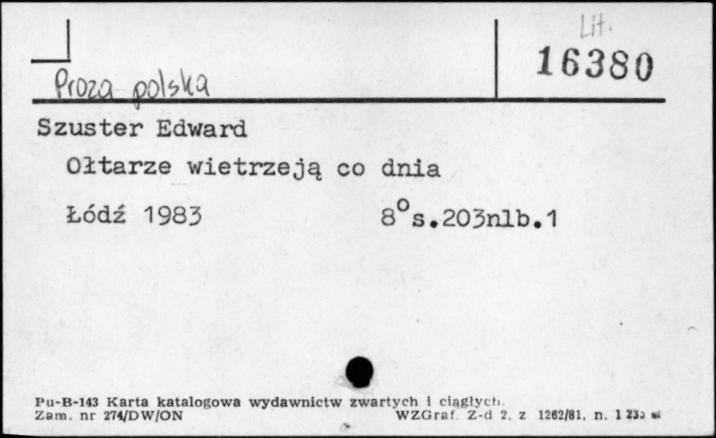 Lit.
16380
Proza polska
Szuster Edward
Ołtarze wietrzeją co dnia
Łódź 1983 8° s.203nlb.1
Pu-B-143 Karta katalogowa wydawnictw zwartych i ciągłych.
Zam. nr 274/DW/ON WZGraf. Z-d 2, z 1262/81, n. 1